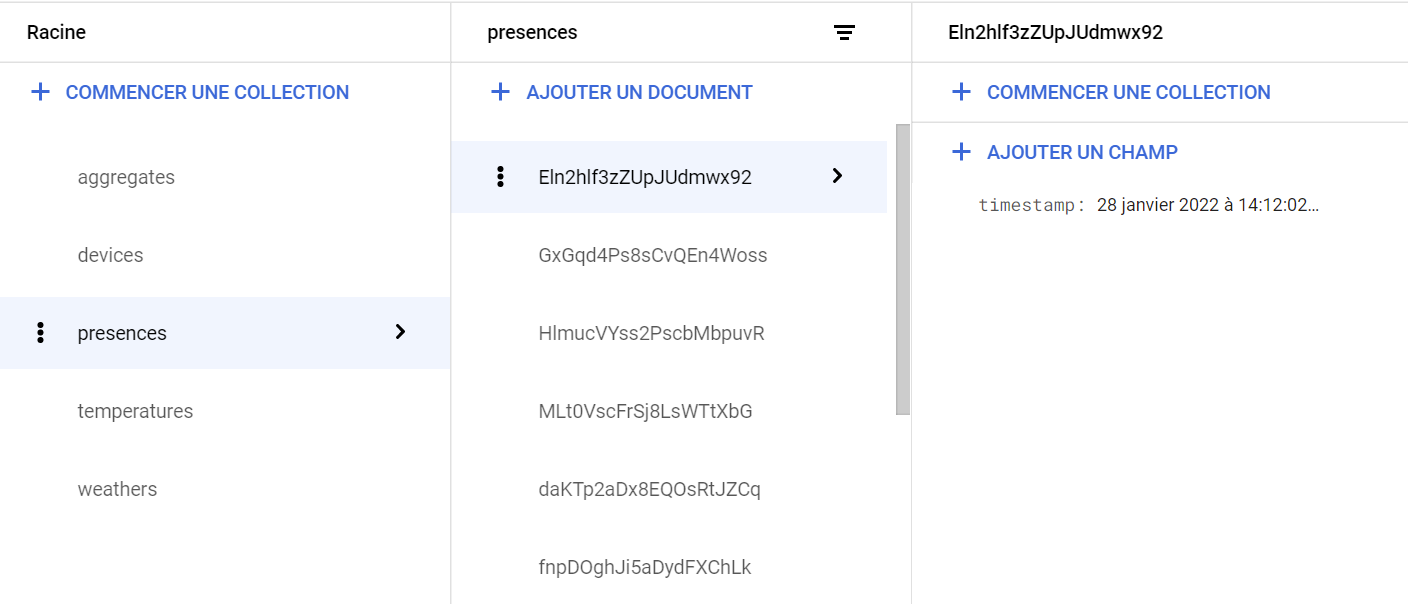 Racine
COMMENCER UNE COLLECTION
aggregates
devices
presences
temperatures
weathers
presences
AJOUTER UN DOCUMENT
Eln2hlf3zZUpJUdmwx92
GxGqd4Ps8sCvQEn4Woss
HlmucVYss2PscbMbpuvR
MLt0VscFrSj8LsWTtXbG
daKTp2aDx8EQOsRtJZCq
fnpDOghJi5aDydFXChLk
Eln2hlf3zZUpJUdmwx92
COMMENCER UNE COLLECTION
AJOUTER UN CHAMP
timestamp: 28 janvier 2022 à 14:12:02...